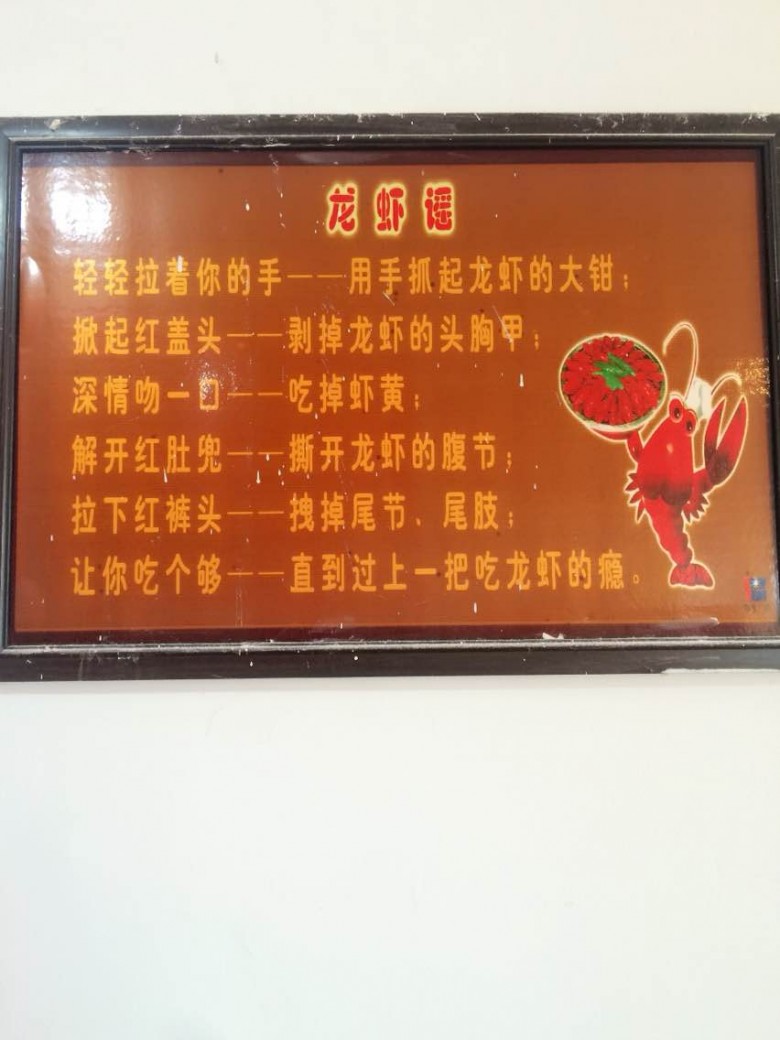 龙虾谣
轻轻拉着你的手——用手抓起龙虾的大钳；
掀起红盖头——剥掉龙虾的头胸甲；
深情吻一口——吃掉虾黄；
解开红肚兜——撕开龙虾的腹节；
拉下红裤头——拽掉尾节、尾肢；
让你吃个够——直到过上一把吃龙虾的瘾。